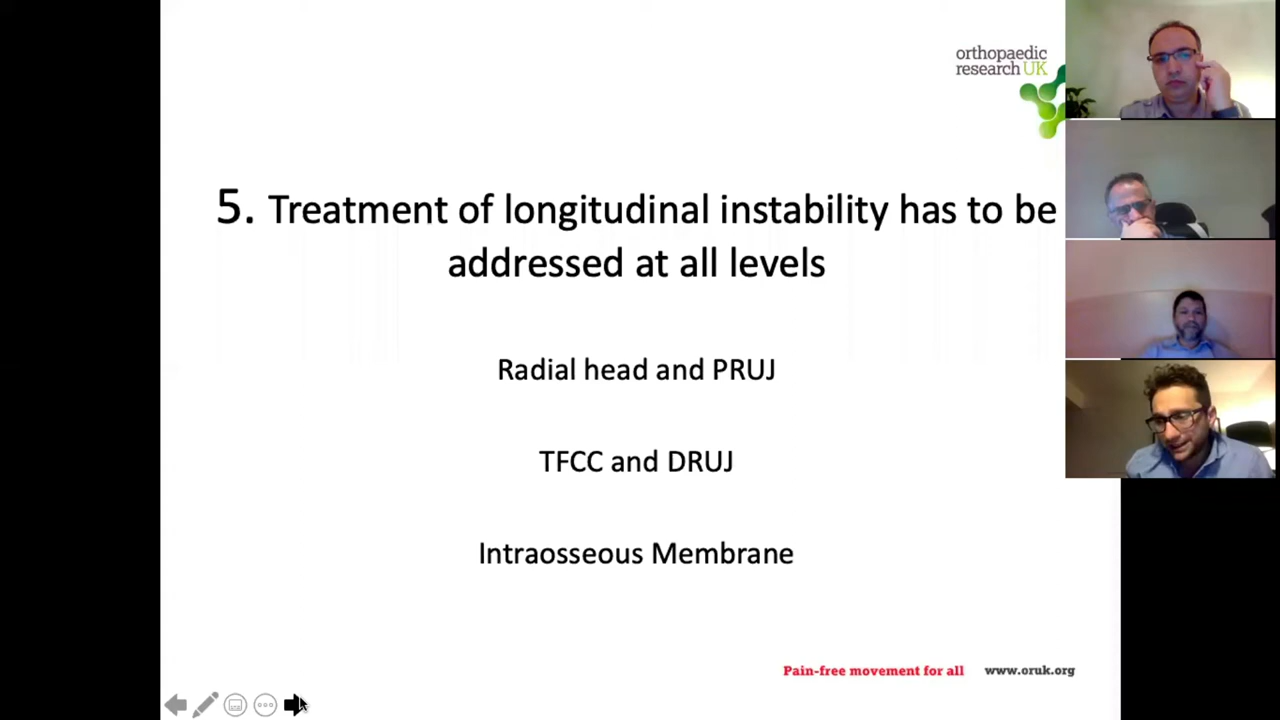 orthopaedic
research UK
5. Treatment of longitudinal instability has to be
addressed at all levels
Radial head and PRUJ
TFCC and DRUJ
Intraosseous Membrane
Pain-free movement for all www.oruk.org